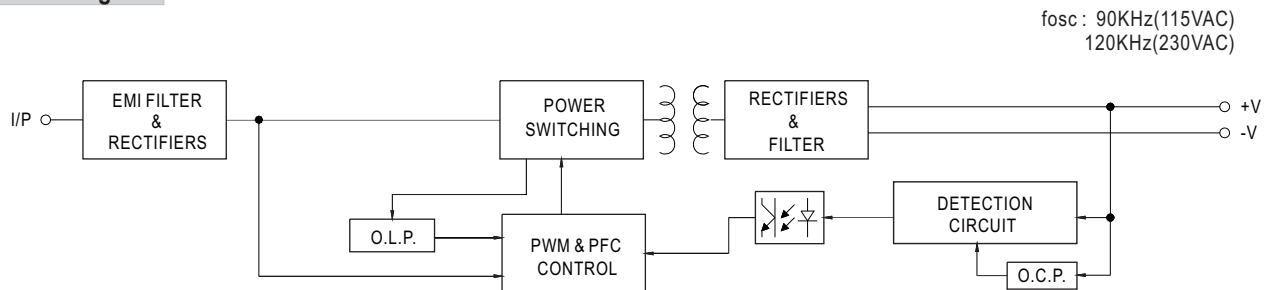 fosc : 90KHz(115VAC)
120KHz(230VAC)
I/P
EMI FILTER
&
RECTIFIERS
POWER
SWITCHING
RECTIFIERS
&
FILTER
+V
-V
O.L.P.
PWM & PFC
CONTROL
DETECTION
CIRCUIT
O.C.P.